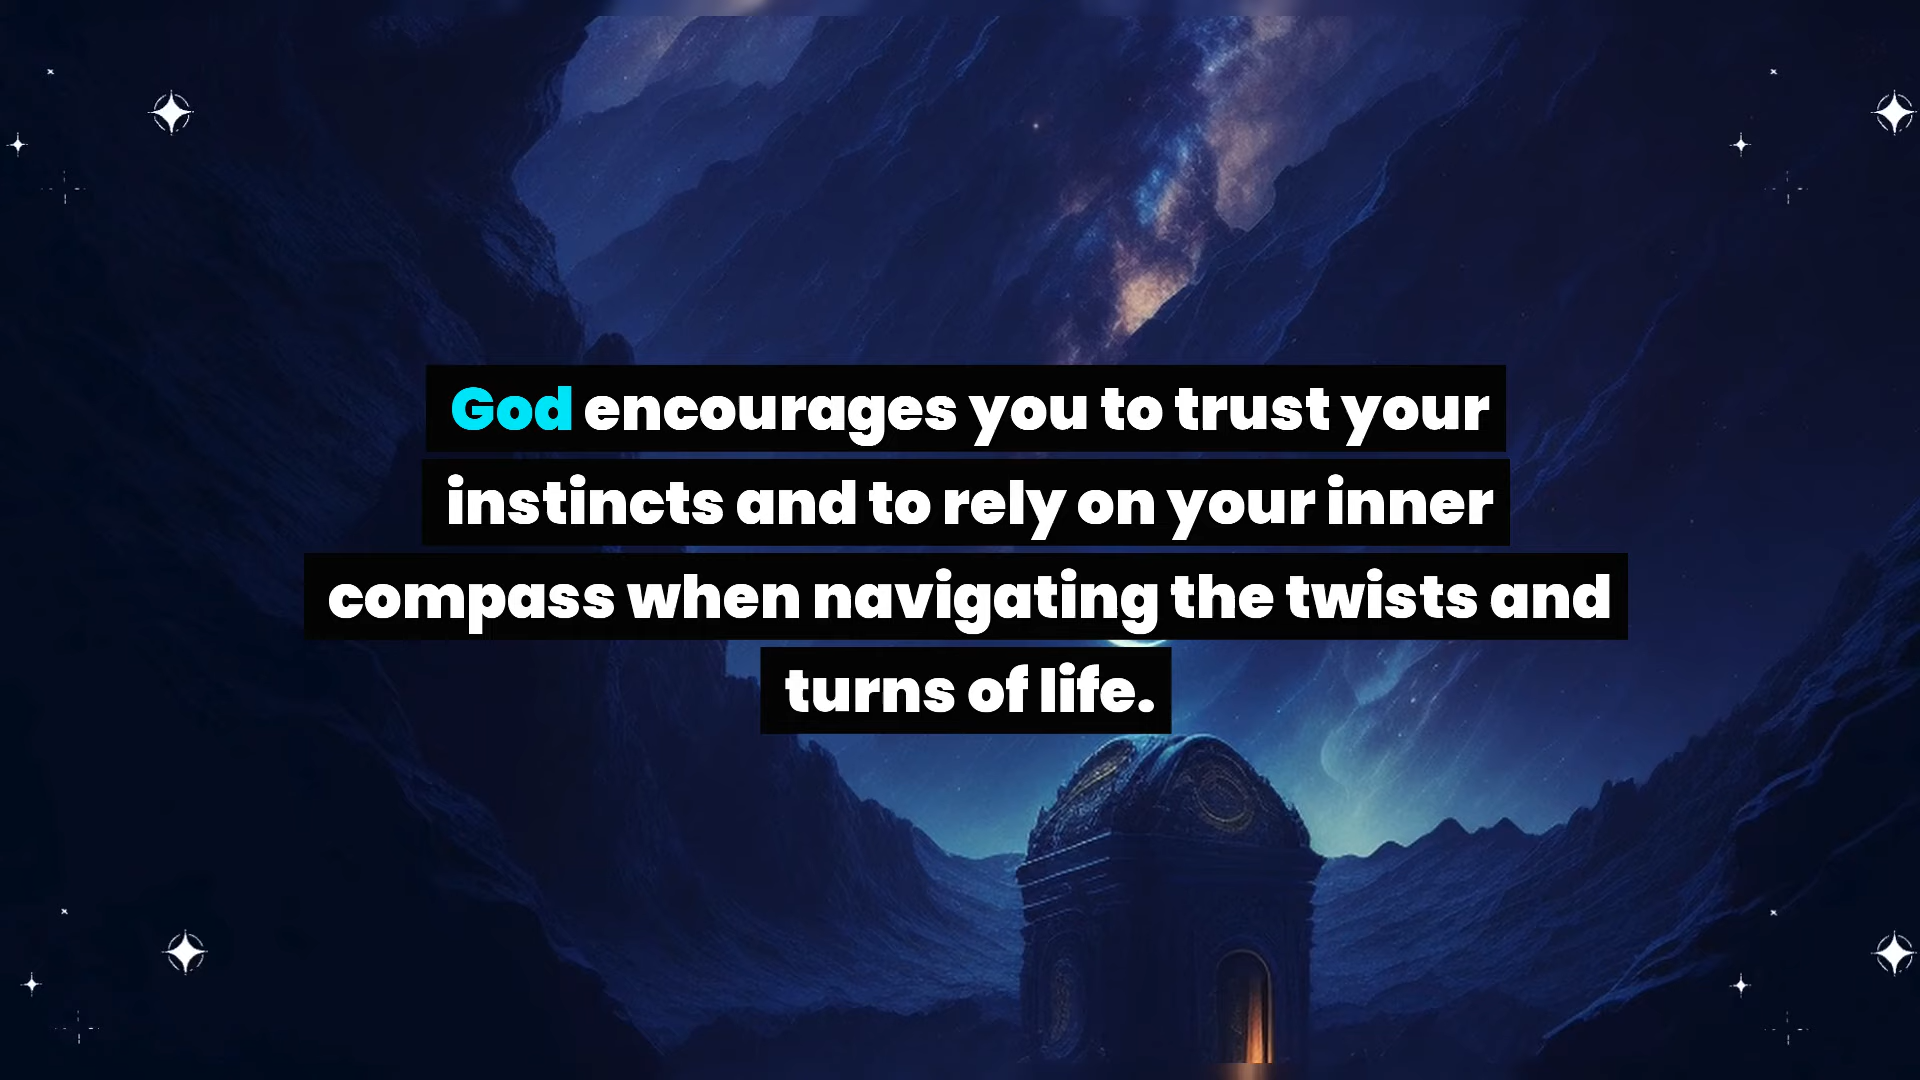 God encourages you to trust your
instincts and to rely on your inner
compass when navigating the twists and
turns of life.